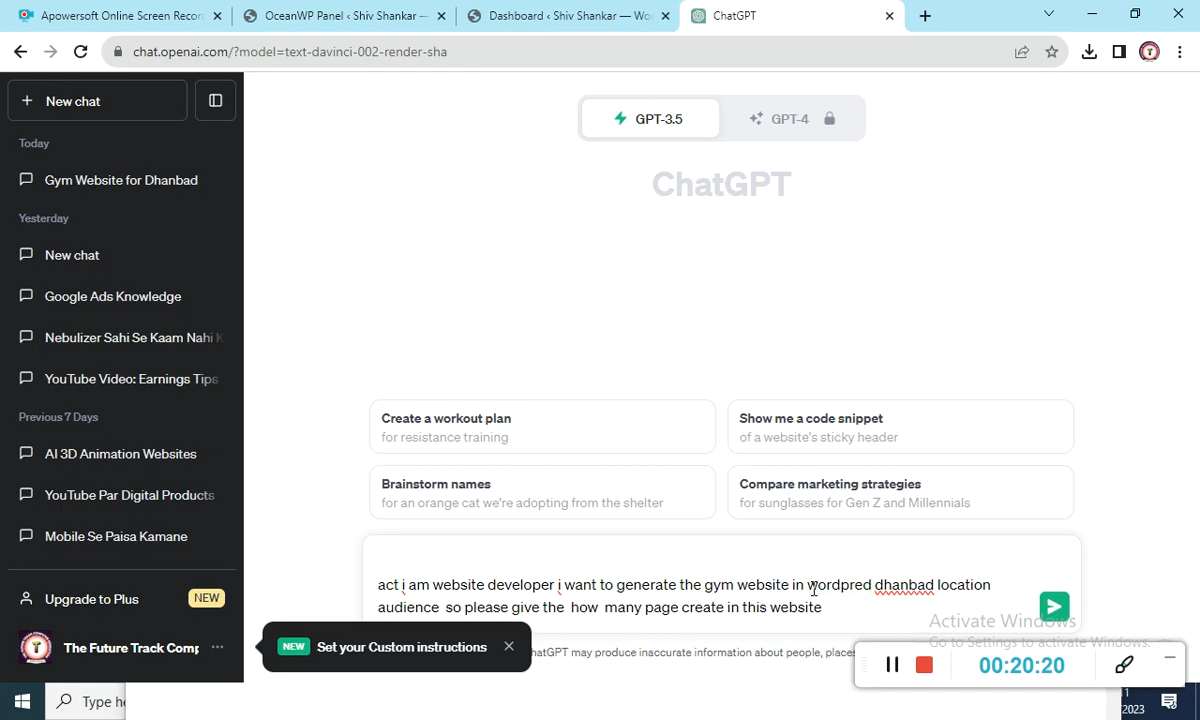 Apowersoft Online Screen Recor
OceanWP Panel ‹ Shiv Shankar —
Dashboard ‹ Shiv Shankar — Wo
ChatGPT
chat.openai.com/?model=text-davinci-002-render-sha
New chat
GPT-3.5
GPT-4
ChatGPT
Today
Gym Website for Dhanbad
Yesterday
New chat
Google Ads Knowledge
Nebulizer Sahi Se Kaam Nahi K
YouTube Video: Earnings Tips
Previous 7 Days
AI 3D Animation Websites
YouTube Par Digital Products
Mobile Se Paisa Kamane
Upgrade to Plus
NEW
The Future Track Comp
Create a workout plan
for resistance training
Show me a code snippet
of a website's sticky header
Brainstorm names
for an orange cat we're adopting from the shelter
Compare marketing strategies
for sunglasses for Gen Z and Millennials
act i am website developer i want to generate the gym website in wordpred dhanbad location
audience so please give the how many page create in this website
NEW Set your Custom instructions
hatGPT may produce inaccurate information about people, places
Activate Windows
Go to Settings to activate Windows.
00:20:20
Type he
11
2023